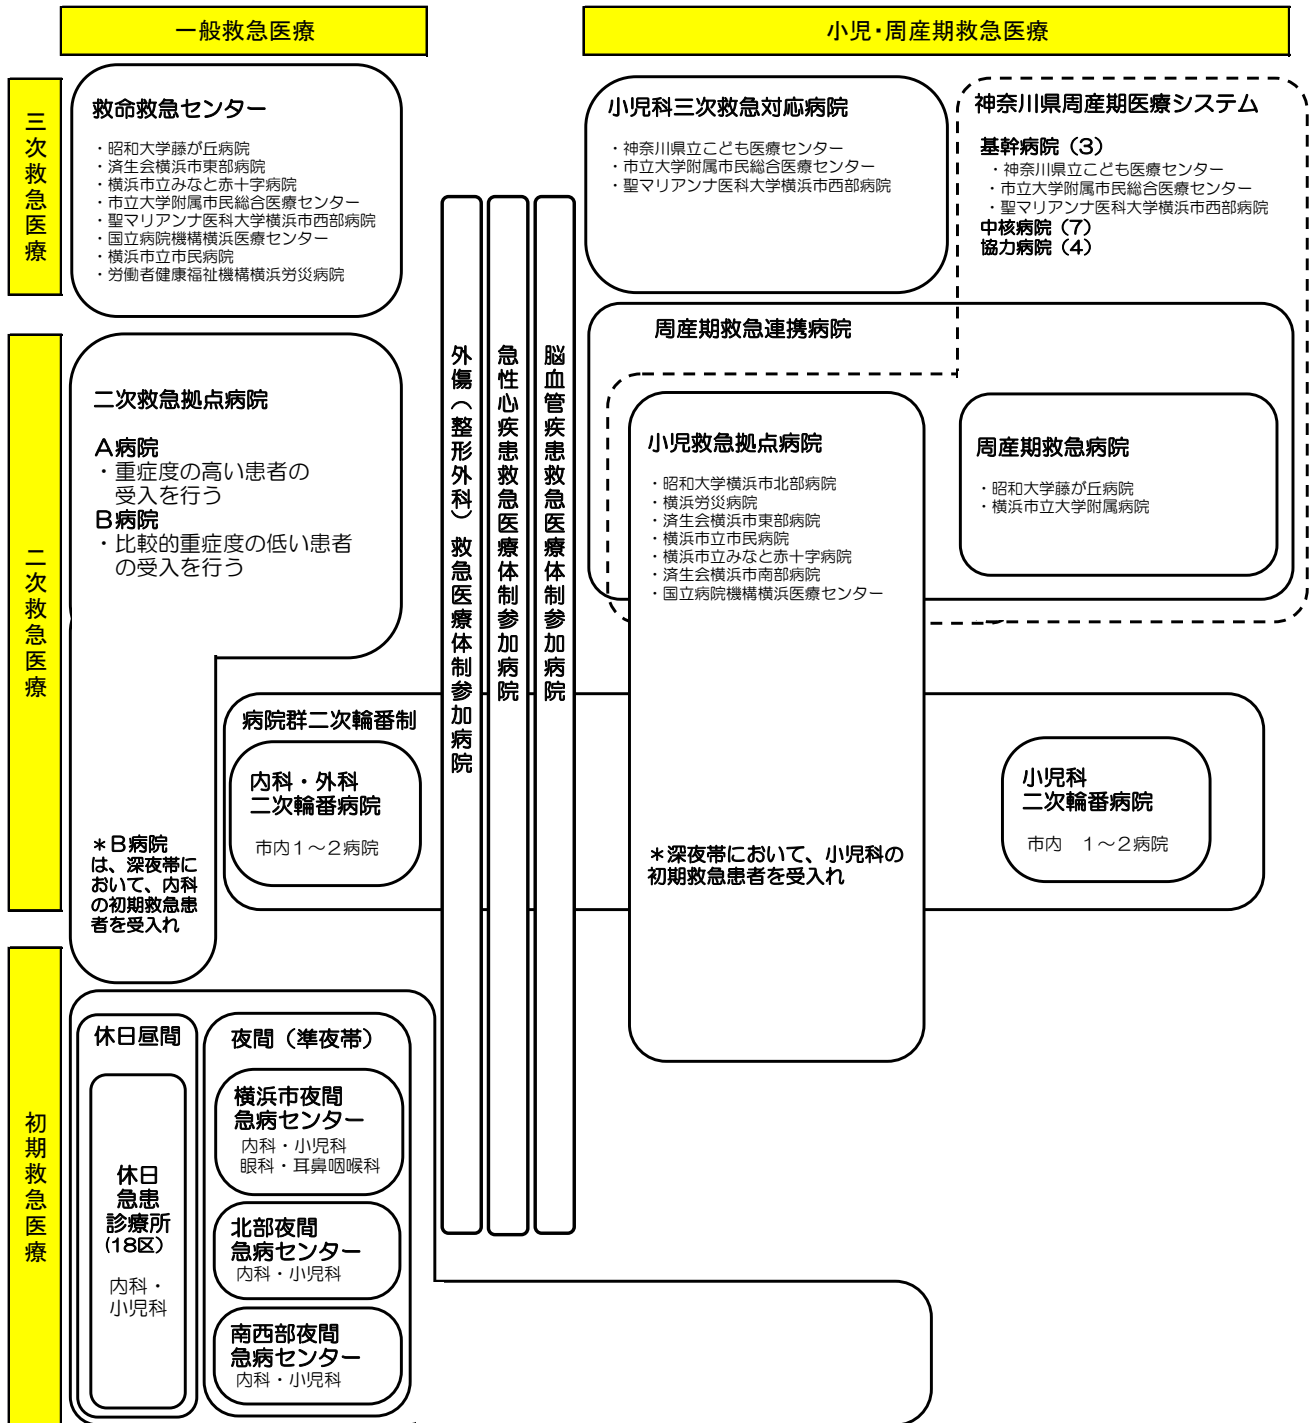 一般救急医療
小児・周産期救急医療
三次救急医療
救命救急センター
・昭和大学藤が丘病院
・済生会横浜市東部病院
・横浜市立みなと赤十字病院
・市立大学附属市民総合医療センター
・聖マリアンナ医科大学横浜市西部病院
・国立病院機構横浜医療センター
・横浜市立市民病院
・労働者健康福祉機構横浜労災病院
小児科三次救急対応病院
・神奈川県立こども医療センター
・市立大学附属市民総合医療センター
・聖マリアンナ医科大学横浜市西部病院
神奈川県周産期医療システム
基幹病院（3）
・神奈川県立こども医療センター
・市立大学附属市民総合医療センター
・聖マリアンナ医科大学横浜市西部病院
中核病院（7）
協力病院（4）
外傷（整形外科）救急医療体制参加病院
急性心疾患救急医療体制参加病院
脳血管疾患救急医療体制参加病院
二次救急医療
二次救急拠点病院
A病院
・重症度の高い患者の
受入を行う
B病院
・比較的重症度の低い患者
の受入を行う
＊B病院
は、深夜帯に
おいて、内科
の初期救急患
者を受入れ
病院群二次輪番制
内科・外科
二次輪番病院
市内１～２病院
周産期救急連携病院
小児救急拠点病院
・昭和大学横浜市北部病院
・横浜労災病院
・済生会横浜市東部病院
・横浜市立市民病院
・横浜市立みなと赤十字病院
・済生会横浜市南部病院
・国立病院機構横浜医療センター
＊深夜帯において、小児科の
初期救急患者を受入れ
周産期救急病院
・昭和大学藤が丘病院
・横浜市立大学附属病院
小児科
二次輪番病院
市内　１～２病院
初期救急医療
休日昼間
休日
急患
診療所
(18区)
内科・
小児科
夜間（準夜帯）
横浜市夜間
急病センター
内科・小児科
眼科・耳鼻咽喉科
北部夜間
急病センター
内科・小児科
南西部夜間
急病センター
内科・小児科